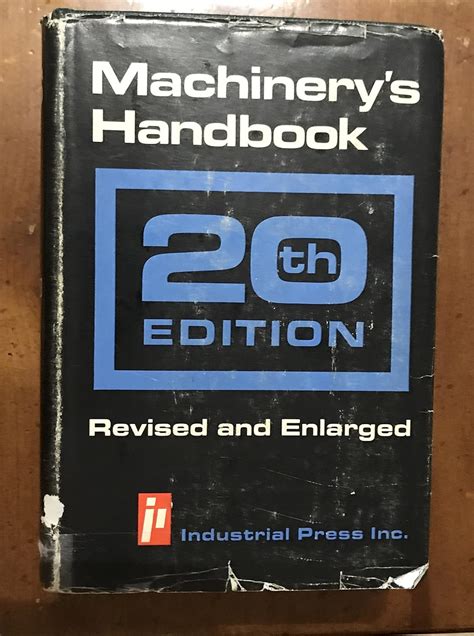 Machinery's
Handbook
20th
EDITION
Revised and Enlarged
Industrial Press Inc.